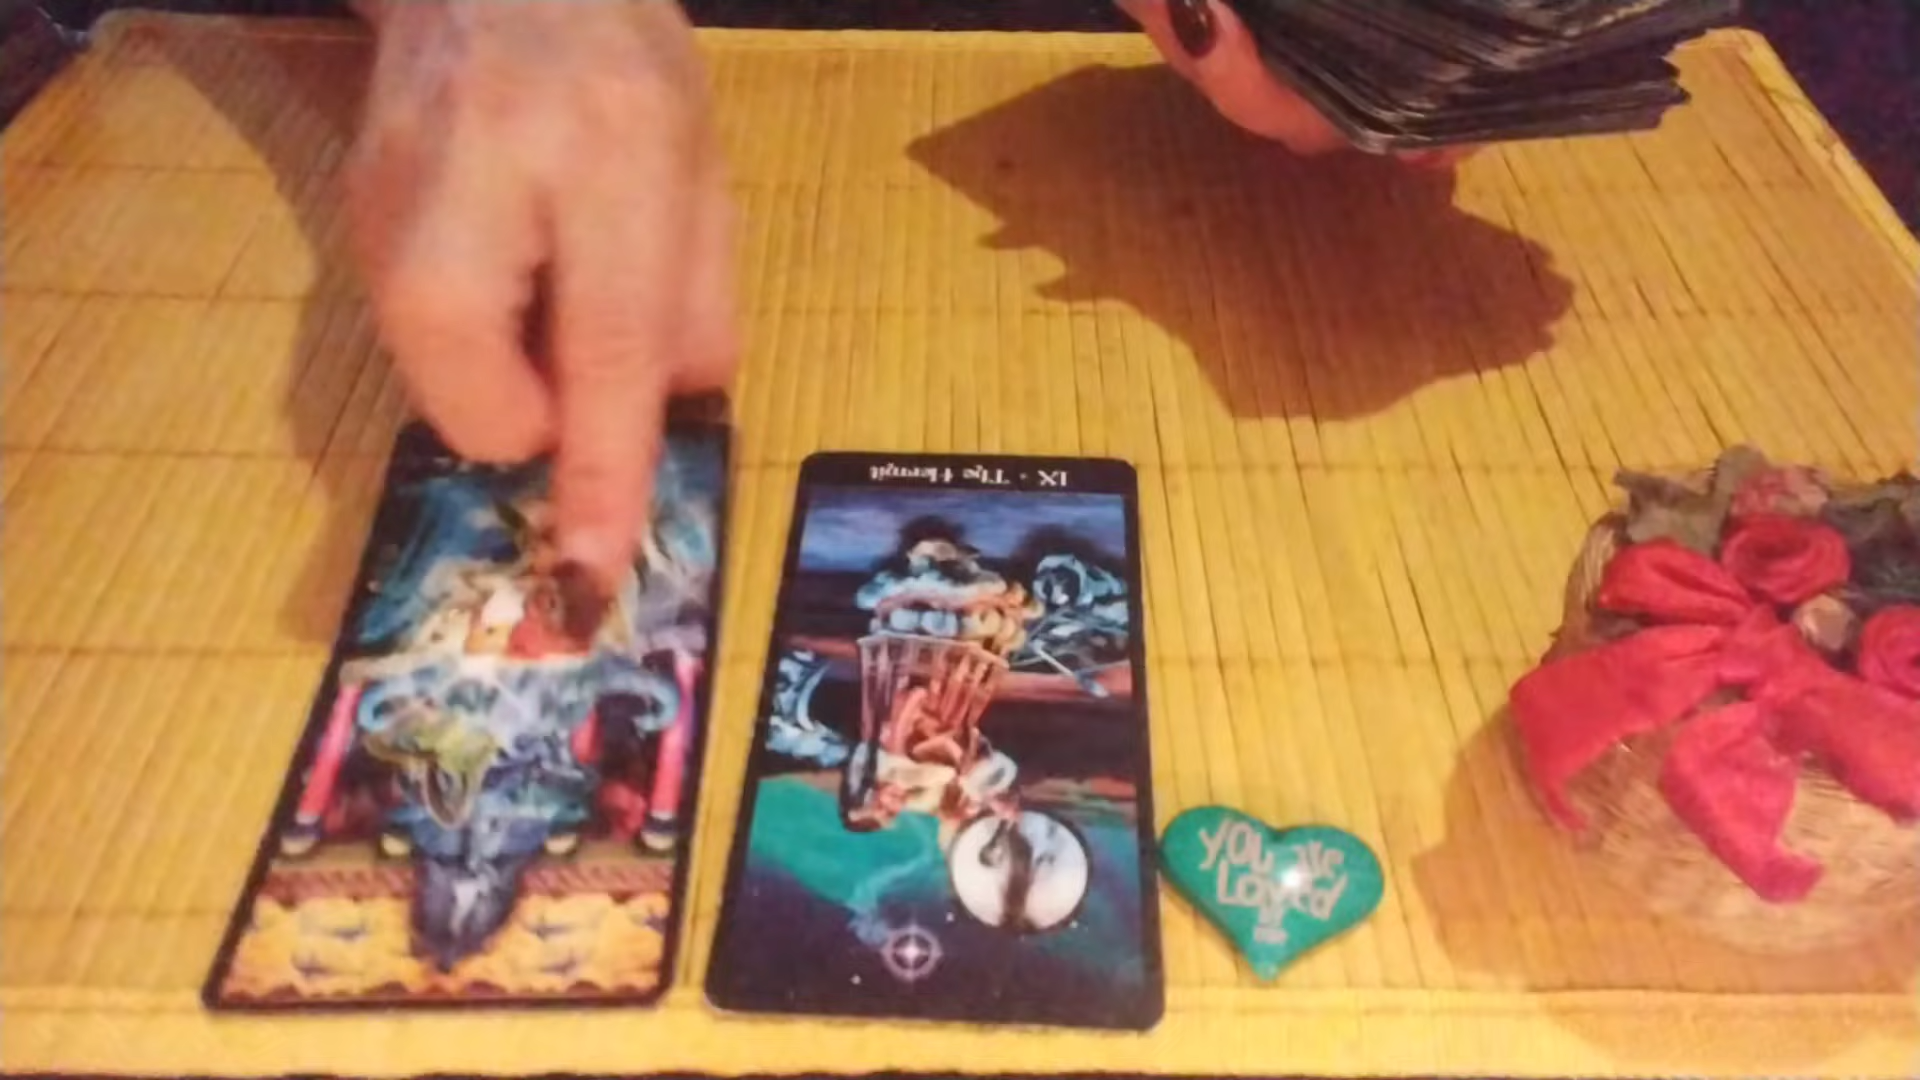 IX · The Hermit
you are
Loved